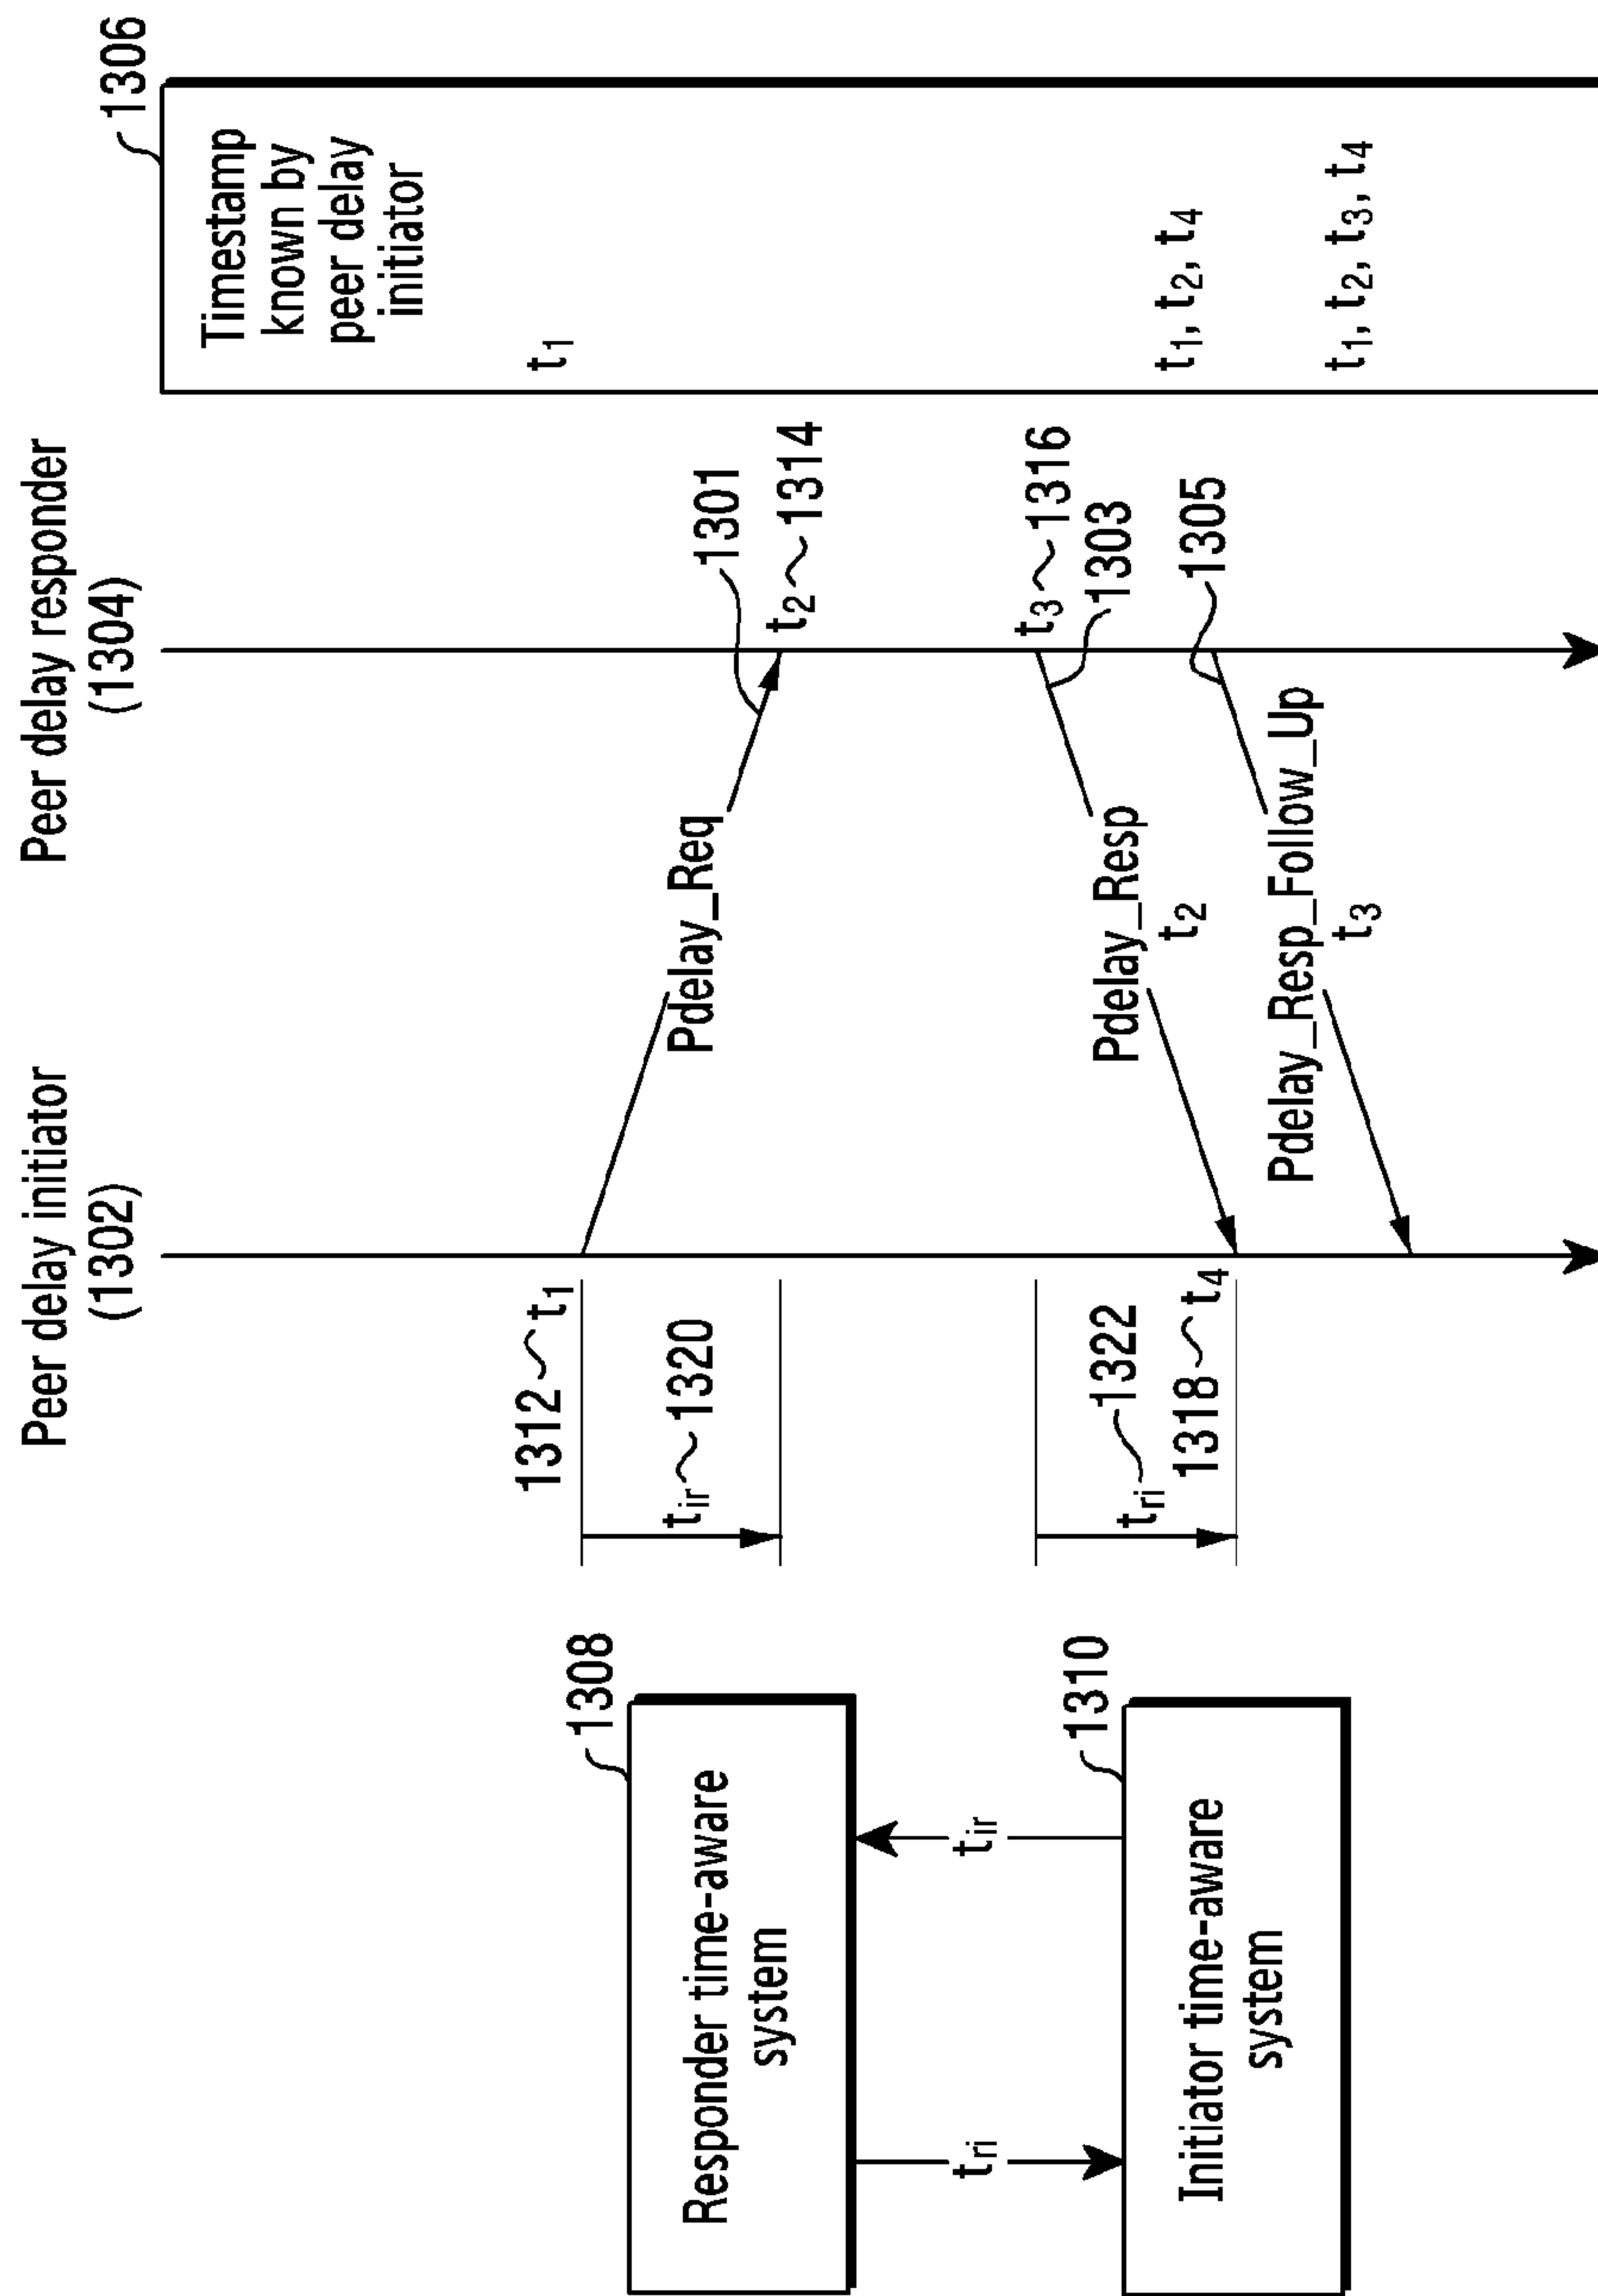 Peer delay initiator
(1302)
Peer delay responder
(1304)
1306
Timestamp
known by
peer delay
initiator
1312
t₁
t₁
1308
Responder time-aware
system
tᵢᵣ
1320
Pdelay_Req
1301
t₂
1314
tᵣᵢ
tᵢᵣ
t₃
1316
1310
tᵣᵢ
1322
Pdelay_Resp
1303
t₂
1318
t₄
t₁, t₂, t₄
Initiator time-aware
system
1305
Pdelay_Resp_Follow_Up
t₃
t₁, t₂, t₃, t₄